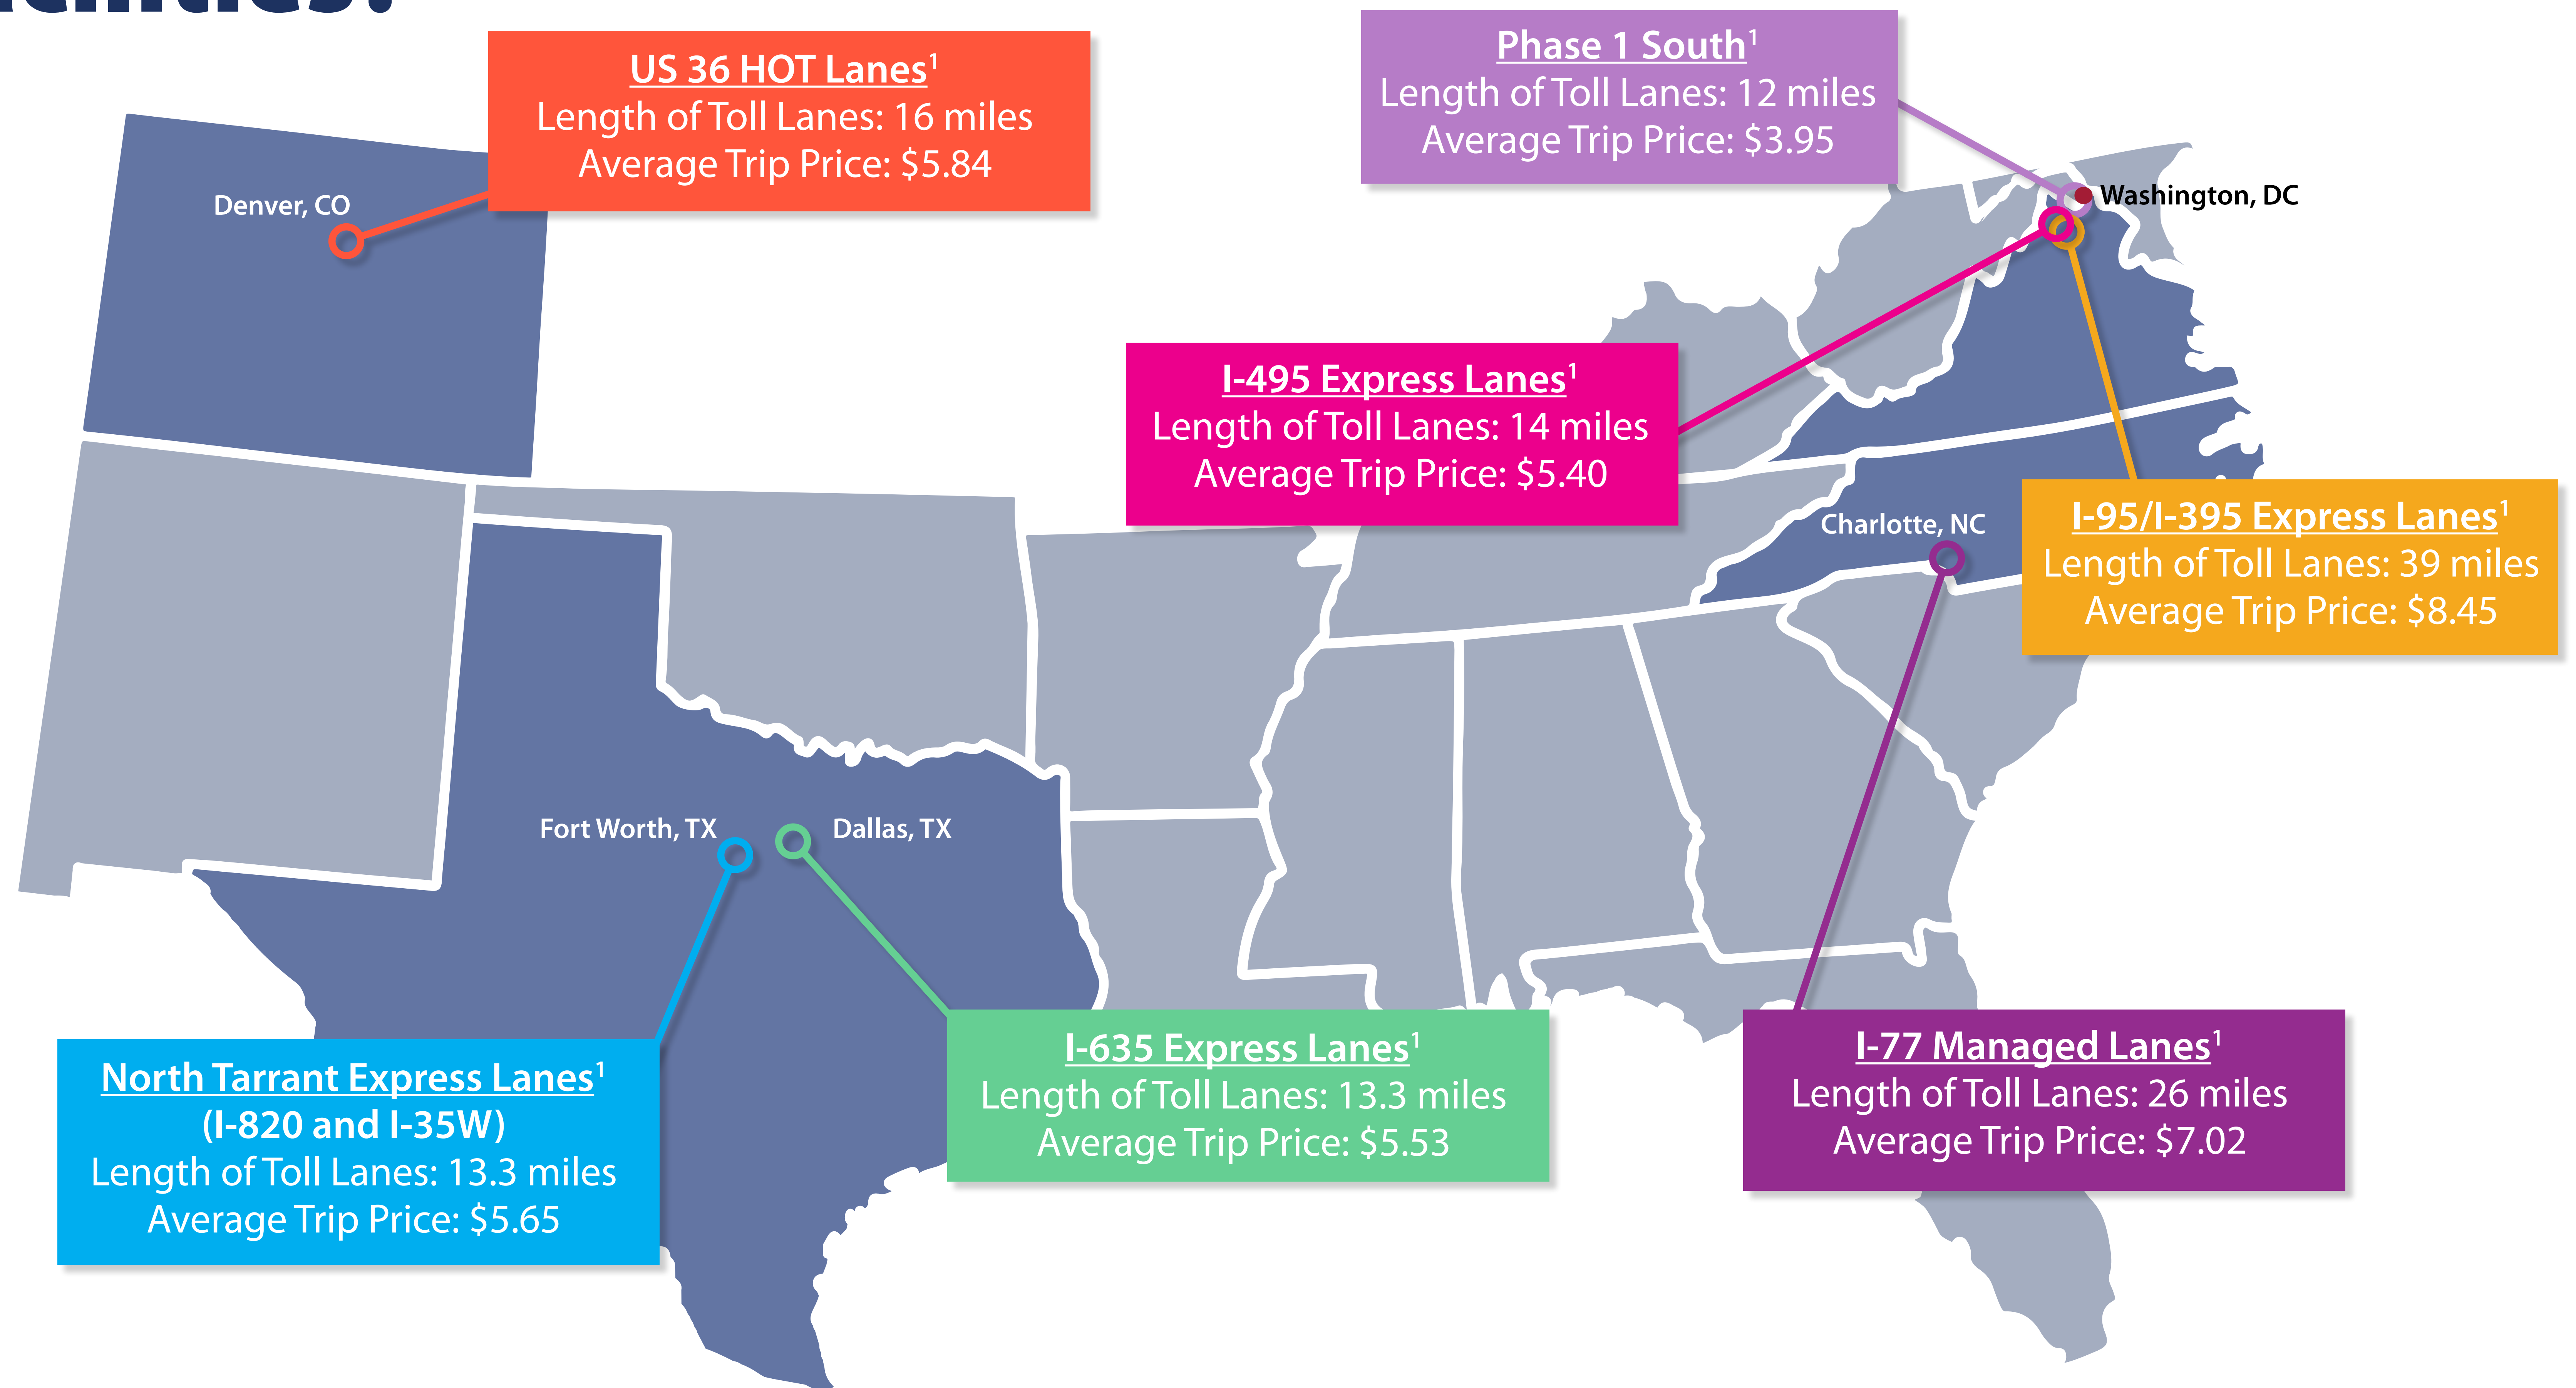 US 36 HOT Lanes¹
Length of Toll Lanes: 16 miles
Average Trip Price: $5.84
Phase 1 South¹
Length of Toll Lanes: 12 miles
Average Trip Price: $3.95
Denver, CO
Washington, DC
I-495 Express Lanes¹
Length of Toll Lanes: 14 miles
Average Trip Price: $5.40
Charlotte, NC
I-95/I-395 Express Lanes¹
Length of Toll Lanes: 39 miles
Average Trip Price: $8.45
Fort Worth, TX
Dallas, TX
North Tarrant Express Lanes¹
(I-820 and I-35W)
Length of Toll Lanes: 13.3 miles
Average Trip Price: $5.65
I-635 Express Lanes¹
Length of Toll Lanes: 13.3 miles
Average Trip Price: $5.53
I-77 Managed Lanes¹
Length of Toll Lanes: 26 miles
Average Trip Price: $7.02